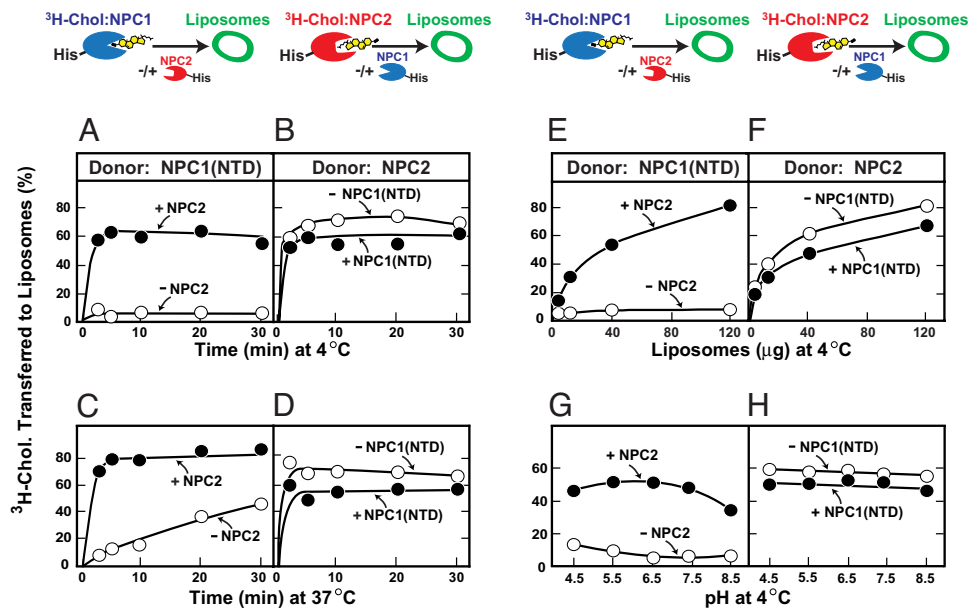 ³H-Chol:NPC1 Liposomes ³H-Chol:NPC2 Liposomes ³H-Chol:NPC1 Liposomes ³H-Chol:NPC2 Liposomes
His His His His
-/+ NPC2 His -/+ NPC1 His -/+ NPC2 His -/+ NPC1 His
A B E F
Donor: NPC1(NTD) Donor: NPC2 Donor: NPC1(NTD) Donor: NPC2
³H-Chol. Transferred to Liposomes (%)
80 60 40 20 0
+ NPC2
- NPC2
- NPC1(NTD)
+ NPC1(NTD)
0 10 20 30 0 10 20 30
Time (min) at 4°C
80 60 40 20 0
+ NPC2
- NPC2
- NPC1(NTD)
+ NPC1(NTD)
0 40 80 120 0 40 80 120
Liposomes (µg) at 4°C
C D G H
80 60 40 20 0
+ NPC2
- NPC2
- NPC1(NTD)
+ NPC1(NTD)
0 10 20 30 0 10 20 30
Time (min) at 37°C
80 60 40 20 0
+ NPC2
- NPC2
- NPC1(NTD)
+ NPC1(NTD)
4.5 5.5 6.5 7.5 8.5 4.5 5.5 6.5 7.5 8.5
pH at 4°C